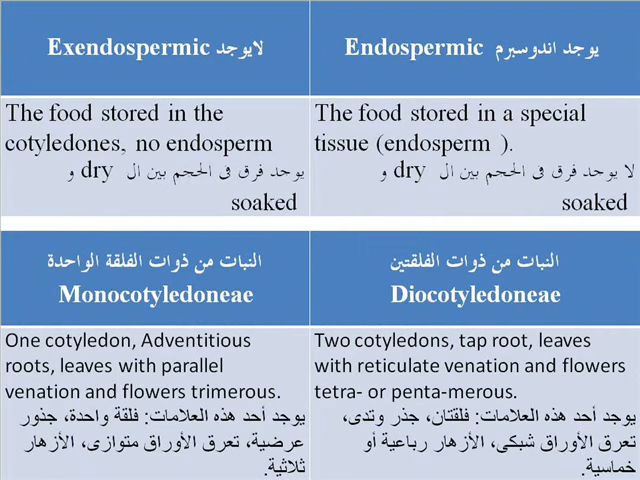 Exendospermic لايوجد
Endospermic يوجد اندوسبرم
The food stored in the
cotyledones, no endosperm
يوجد فرق فى الحجم بين ال dry و
soaked
The food stored in a special
tissue (endosperm ).
لا يوجد فرق فى الحجم بين ال dry و
soaked
النبات من ذوات الفلقة الواحدة
Monocotyledoneae
النبات من ذوات الفلقتين
Diocotyledoneae
One cotyledon, Adventitious
roots, leaves with parallel
venation and flowers trimerous.
يوجد أحد هذه العلامات: فلقة واحدة، جذور
عرضية، تعرق الأوراق متوازى، الأزهار
ثلاثية.
Two cotyledons, tap root, leaves
with reticulate venation and flowers
tetra- or penta-merous.
يوجد أحد هذه العلامات: فلقتان، جذر وتدى،
تعرق الأوراق شبكى، الأزهار رباعية أو
خماسية.